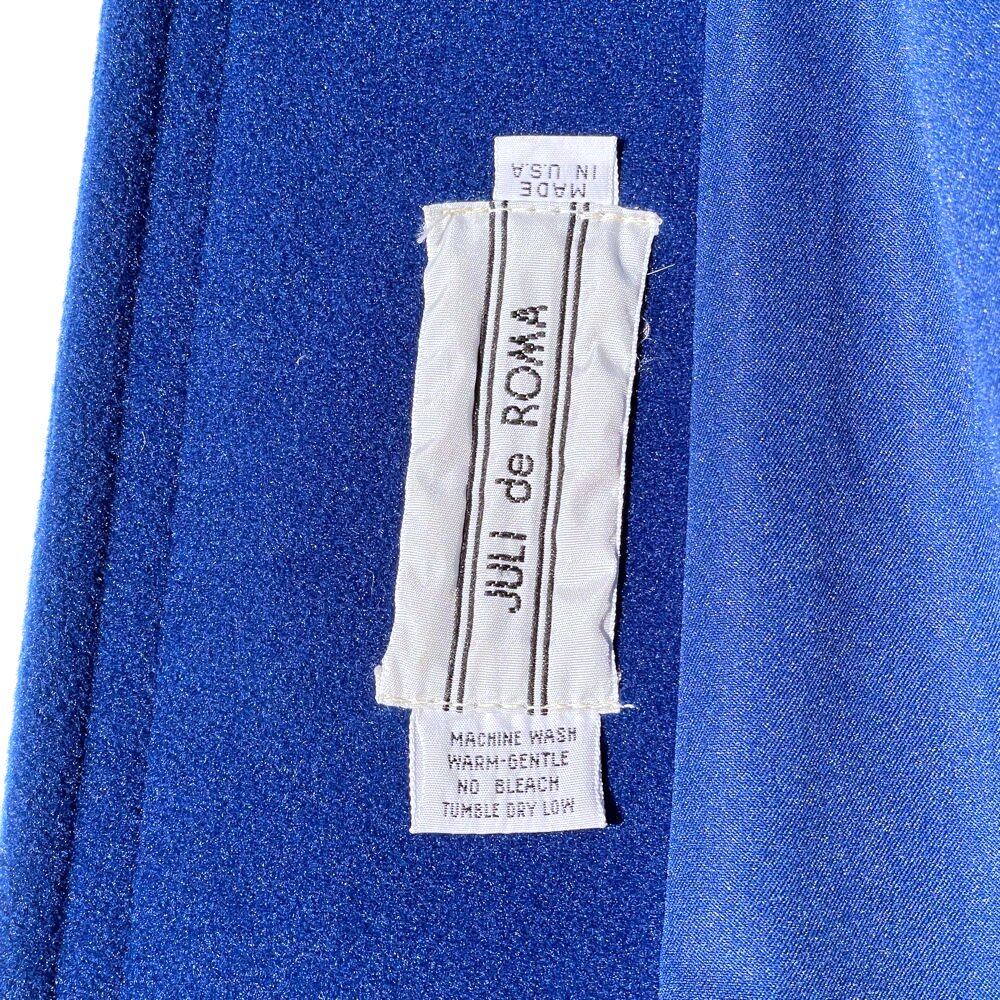 MADE
IN U.S.A
JULI de ROMA
MACHINE WASH
WARM-GENTLE
NO BLEACH
TUMBLE DRY LOW